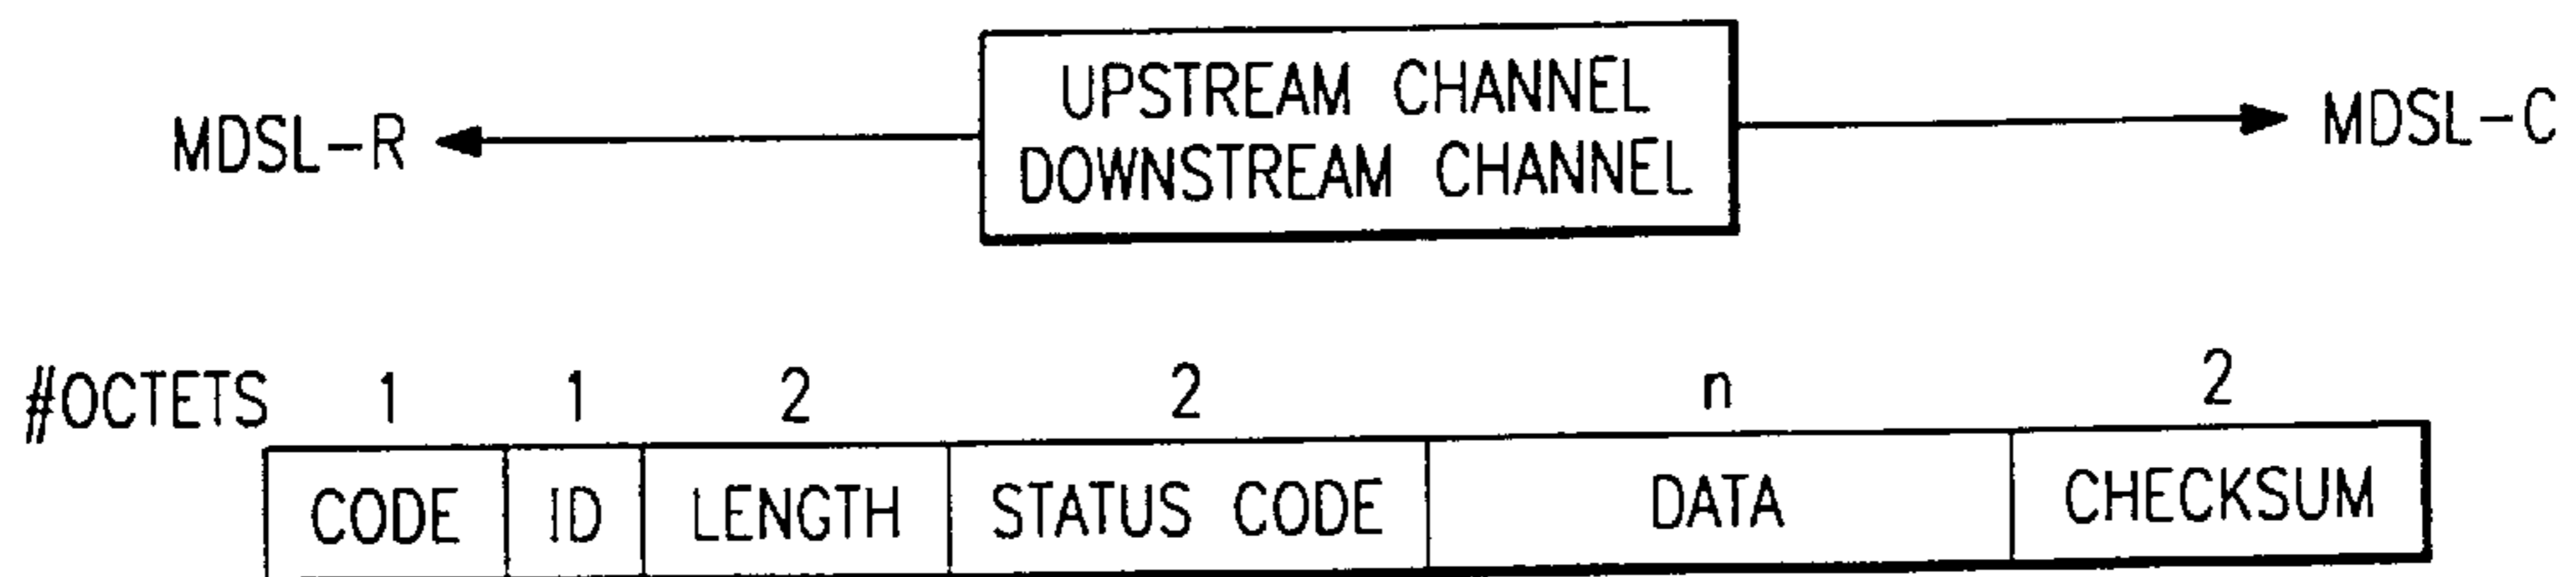 UPSTREAM CHANNEL
MDSL-R DOWNSTREAM CHANNEL MDSL-C
#OCTETS 1 1 2 2 n 2
CODE ID LENGTH STATUS CODE DATA CHECKSUM